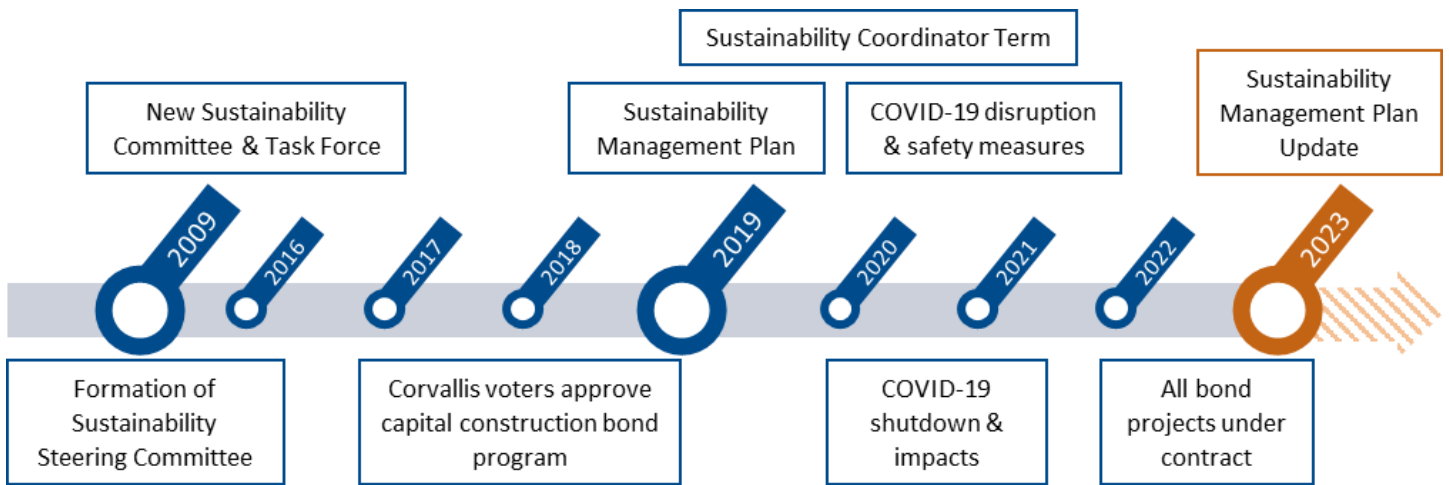 Sustainability Coordinator Term
New Sustainability
Committee & Task Force
Sustainability
Management Plan
COVID-19 disruption
& safety measures
Sustainability
Management Plan
Update
2009
2016
2017
2018
2019
2020
2021
2022
2023
Formation of
Sustainability
Steering Committee
Corvallis voters approve
capital construction bond
program
COVID-19
shutdown &
impacts
All bond
projects under
contract